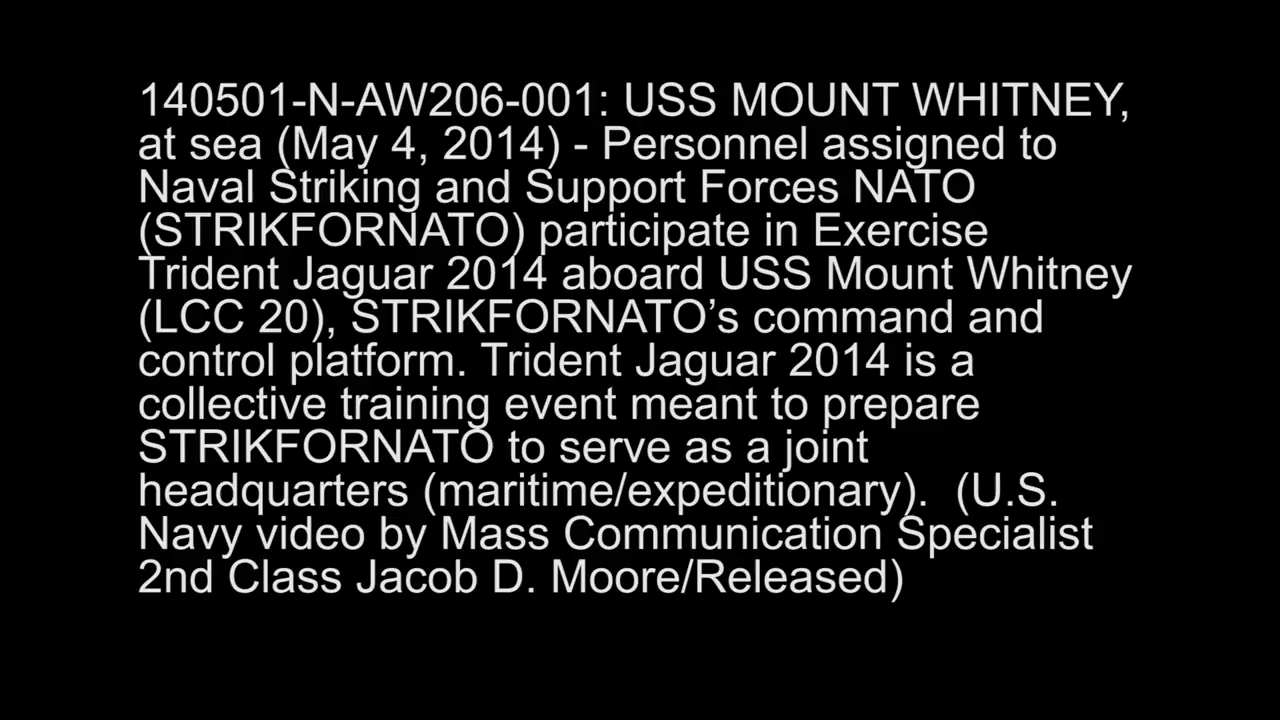 140501-N-AW206-001: USS MOUNT WHITNEY,
at sea (May 4, 2014) - Personnel assigned to
Naval Striking and Support Forces NATO
(STRIKFORNATO) participate in Exercise
Trident Jaguar 2014 aboard USS Mount Whitney
(LCC 20), STRIKFORNATO’s command and
control platform. Trident Jaguar 2014 is a
collective training event meant to prepare
STRIKFORNATO to serve as a joint
headquarters (maritime/expeditionary).  (U.S.
Navy video by Mass Communication Specialist
2nd Class Jacob D. Moore/Released)